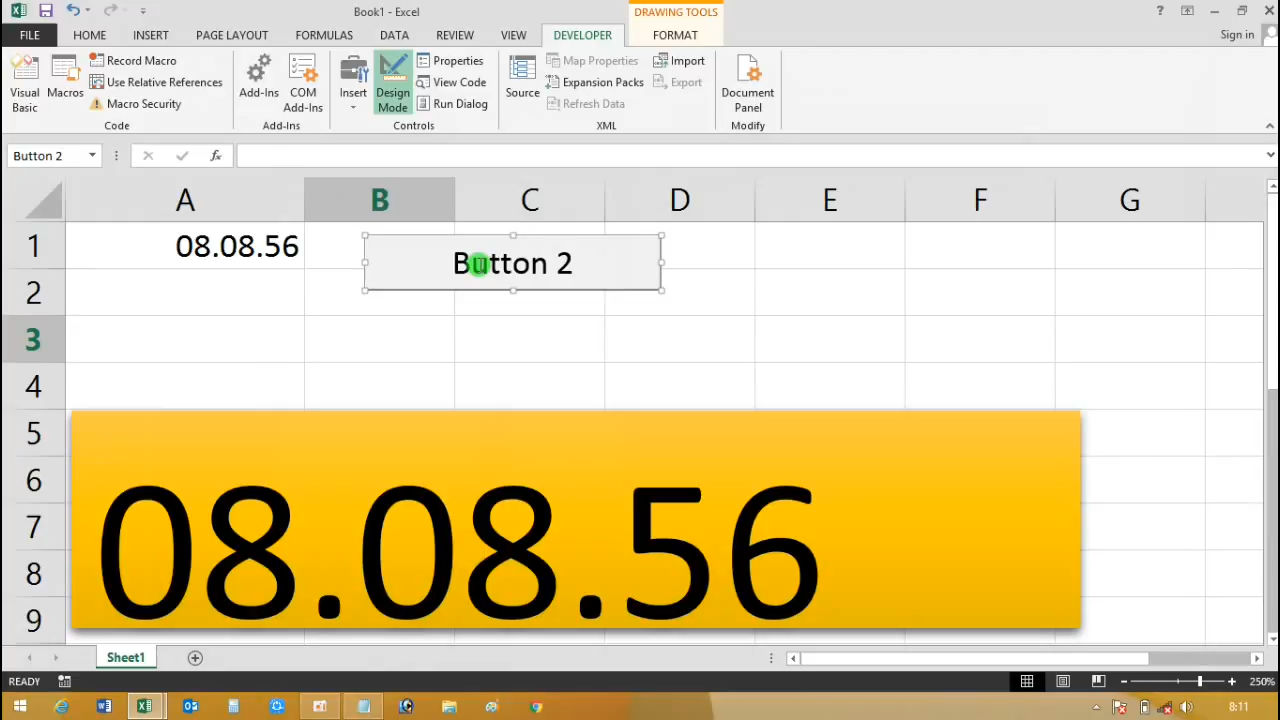 Book1 - Excel
DRAWING TOOLS
FILE HOME INSERT PAGE LAYOUT FORMULAS DATA REVIEW VIEW DEVELOPER FORMAT Sign in
Visual Basic
Macros
Record Macro
Use Relative References
Macro Security
Code
Add-Ins
COM Add-Ins
Add-Ins
Insert
Design Mode
Properties
View Code
Run Dialog
Controls
Source
Map Properties
Expansion Packs
Refresh Data
Import
Export
XML
Document Panel
Modify
Button 2
fx
A B C D E F G
1 08.08.56 Button 2
2
3
4
5
6
7
8
9
08.08.56
Sheet1
READY 250%
8:11